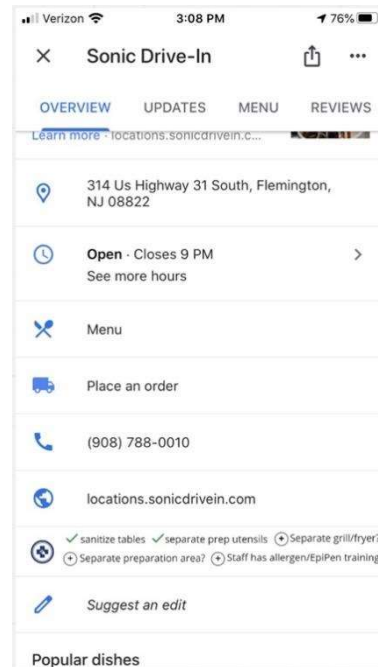 Verizon 3:08 PM 76%
Sonic Drive-In
OVERVIEW UPDATES MENU REVIEWS
Learn more · locations.sonicdrivein.c...
314 Us Highway 31 South, Flemington,
NJ 08822
Open · Closes 9 PM
See more hours
Menu
Place an order
(908) 788-0010
locations.sonicdrivein.com
sanitize tables separate prep utensils Separate grill/fryer?
Separate preparation area? Staff has allergen/EpiPen training
Suggest an edit
Popular dishes